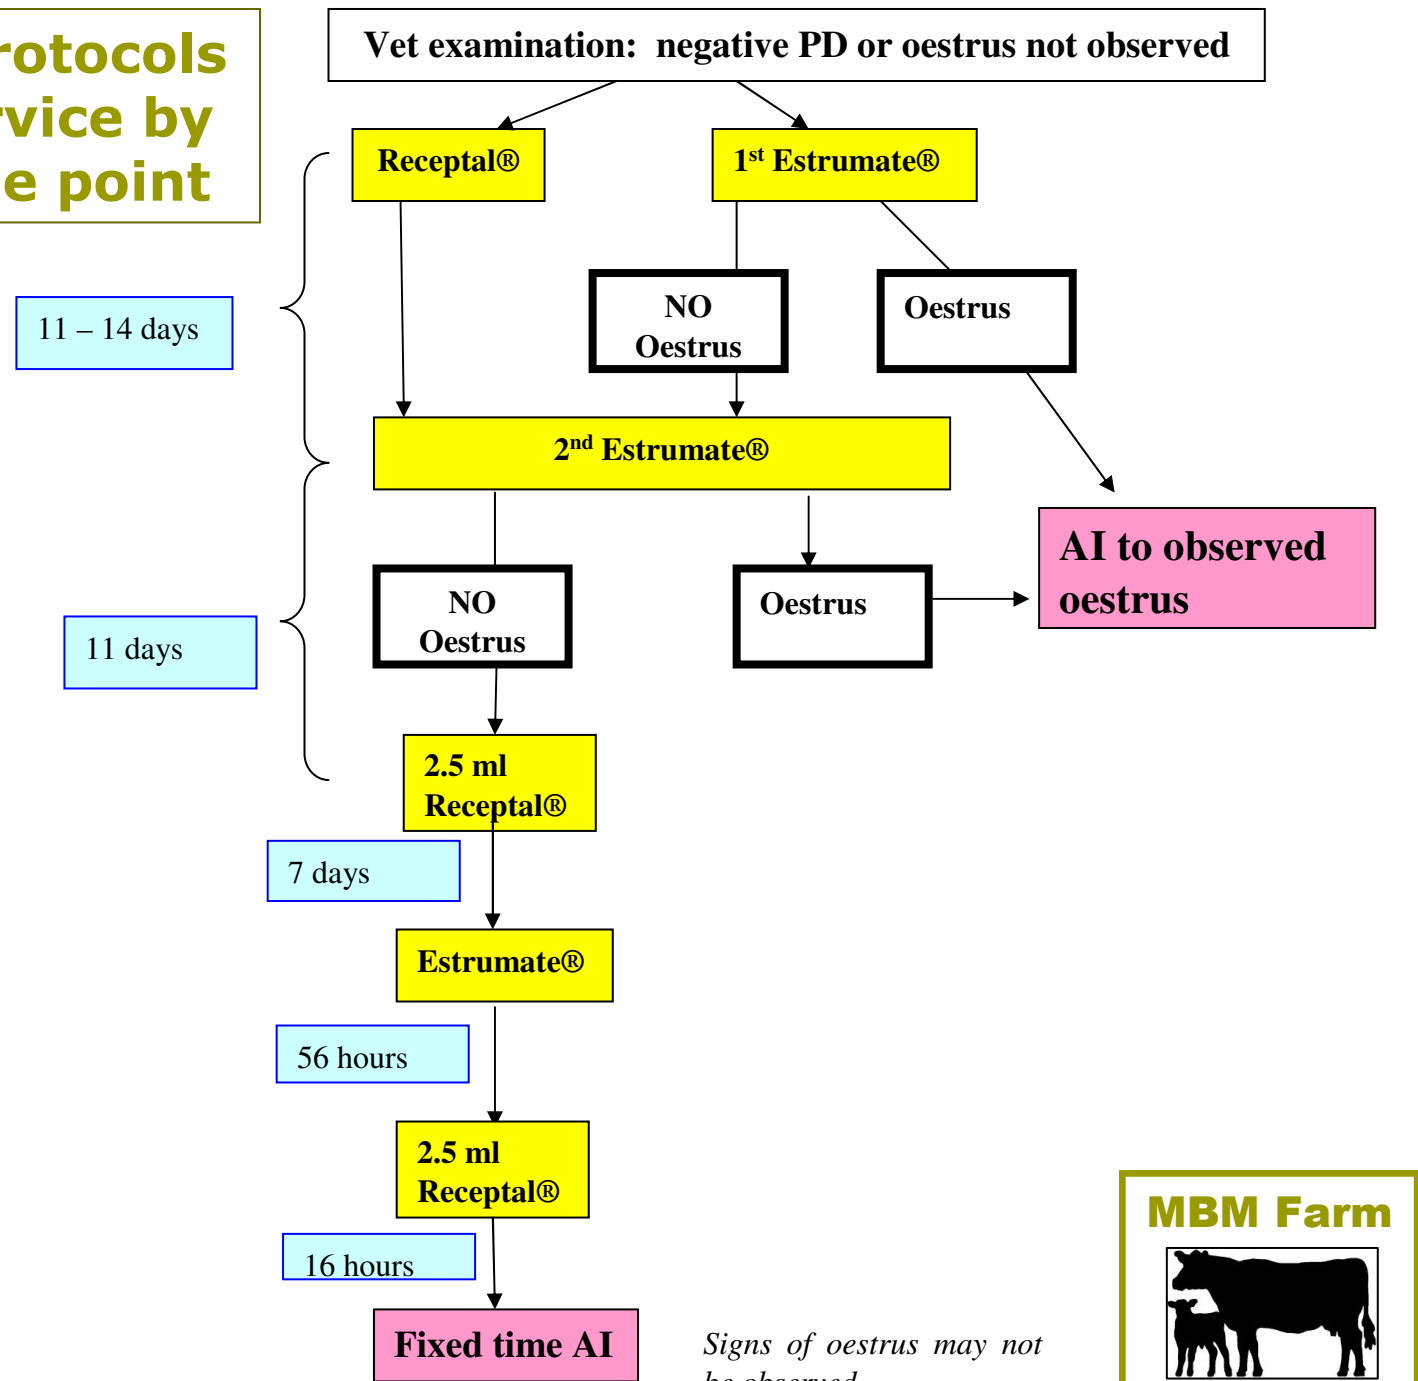 rotocols
rvice by
e point
Vet examination: negative PD or oestrus not observed
Receptal®
1st Estrumate®
11 – 14 days
NO
Oestrus
Oestrus
2nd Estrumate®
AI to observed
oestrus
NO
Oestrus
Oestrus
11 days
2.5 ml
Receptal®
7 days
Estrumate®
56 hours
2.5 ml
Receptal®
16 hours
Fixed time AI
Signs of oestrus may not
be observed
MBM Farm